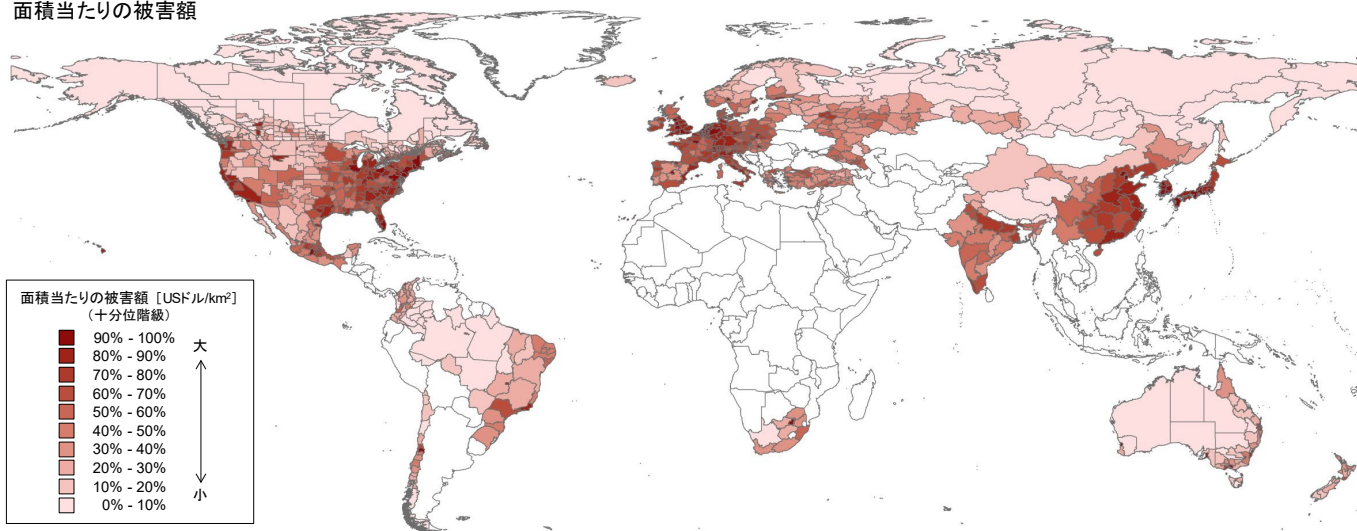 面積当たりの被害額
面積当たりの被害額 [USドル/km²]
(十分位階級)
90% - 100%
80% - 90%
70% - 80%
60% - 70%
50% - 60%
40% - 50%
30% - 40%
20% - 30%
10% - 20%
0% - 10%
大
小